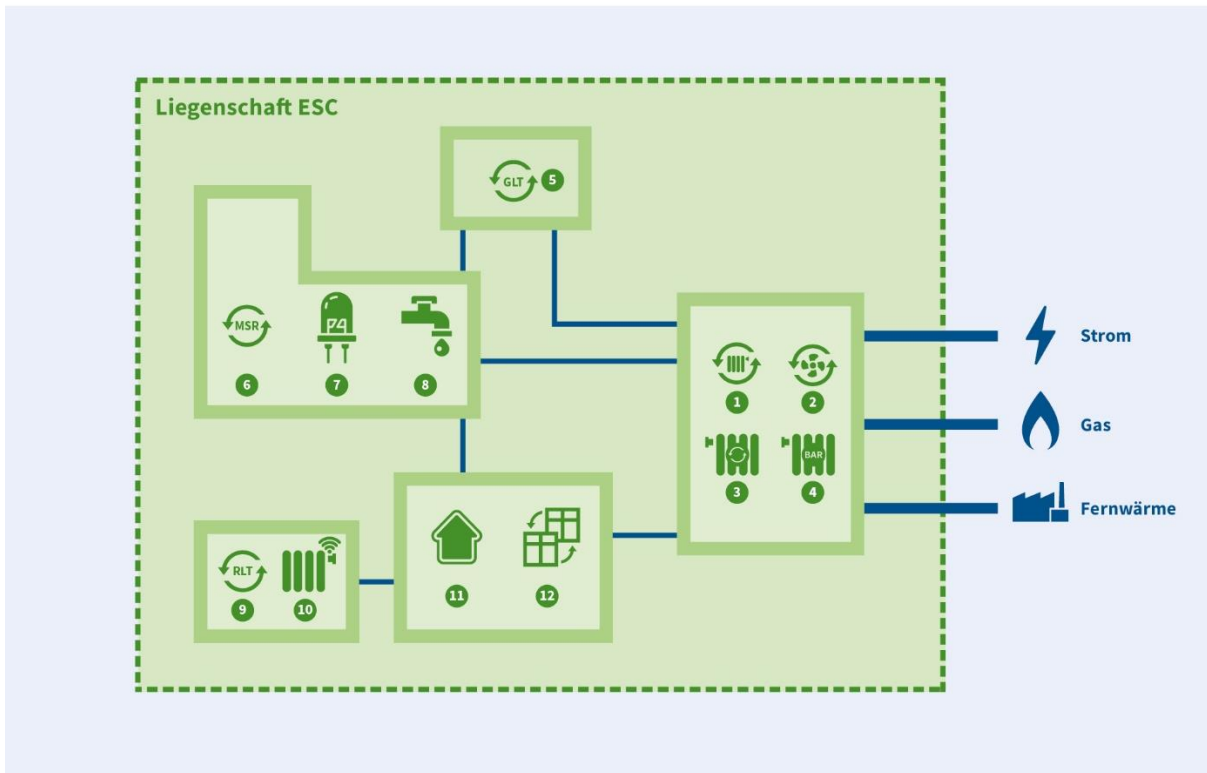 Liegenschaft ESC
GLT 5
MSR
6 7 8
1 2
BAR
3 4
Strom
Gas
Fernwärme
RLT
9 10
11 12